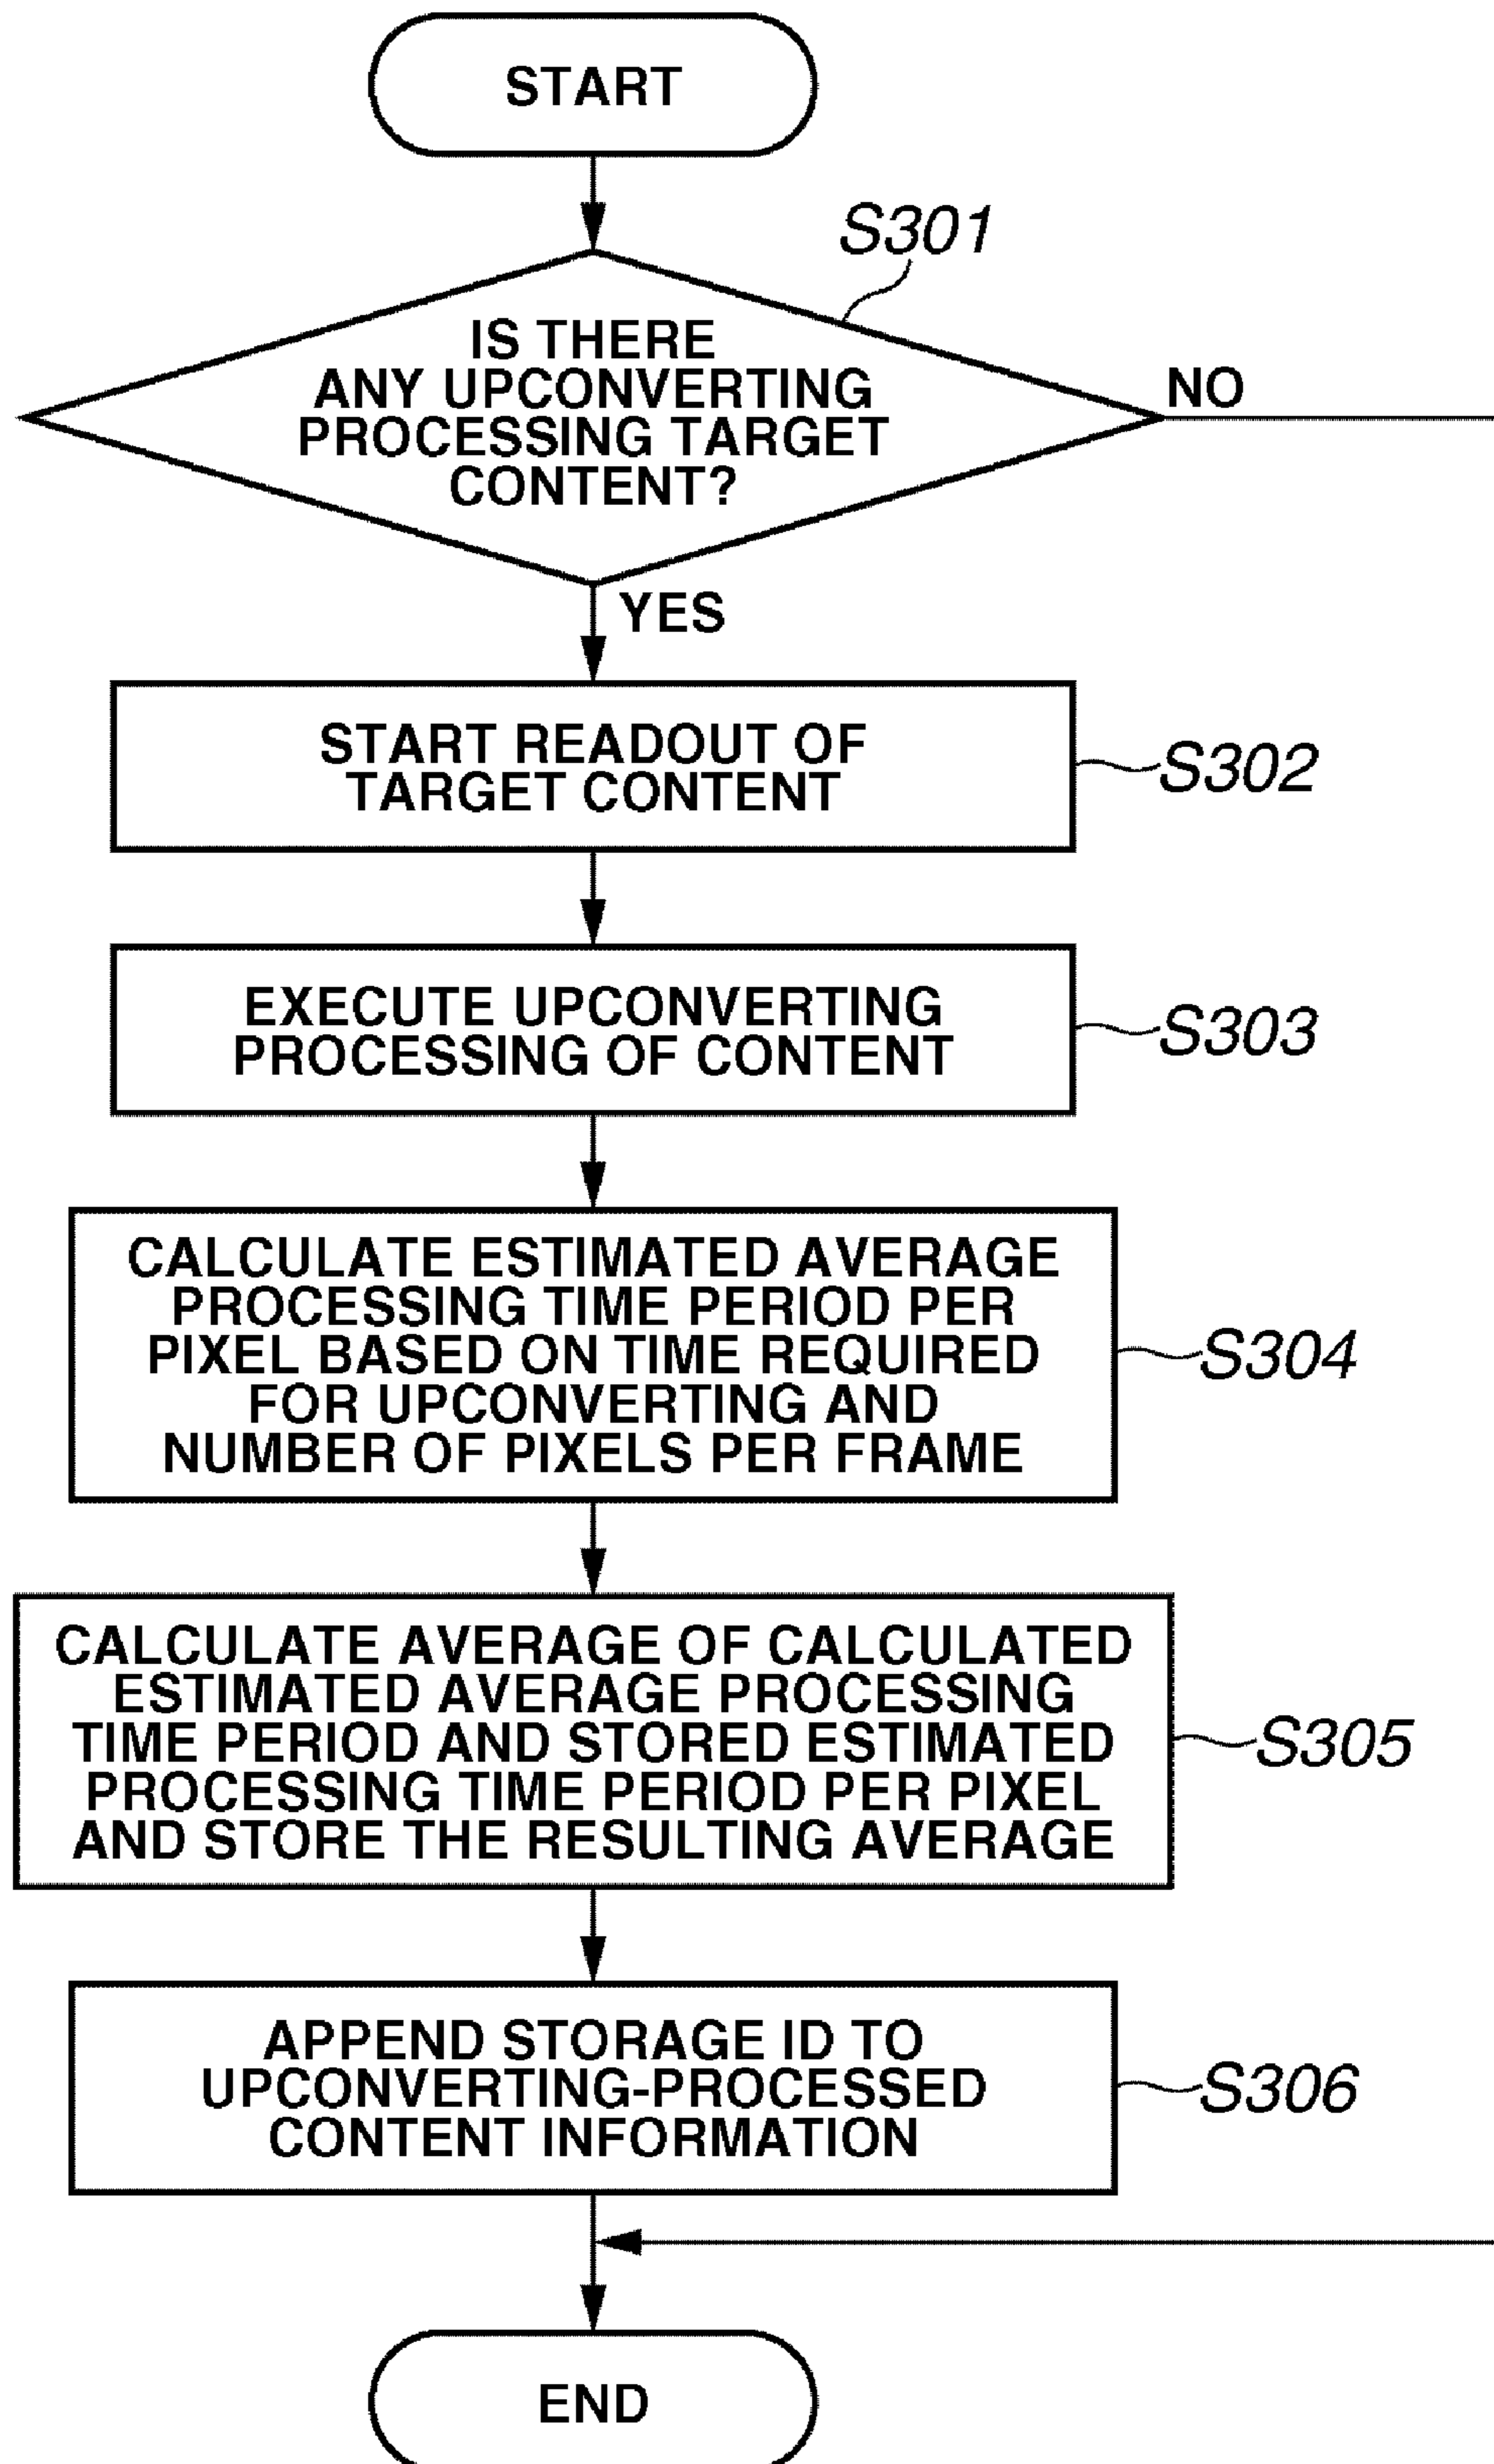 START
S301
IS THERE
ANY UPCONVERTING
PROCESSING TARGET
CONTENT?
NO
YES
START READOUT OF
TARGET CONTENT
S302
EXECUTE UPCONVERTING
PROCESSING OF CONTENT
S303
CALCULATE ESTIMATED AVERAGE
PROCESSING TIME PERIOD PER
PIXEL BASED ON TIME REQUIRED
FOR UPCONVERTING AND
NUMBER OF PIXELS PER FRAME
S304
CALCULATE AVERAGE OF CALCULATED
ESTIMATED AVERAGE PROCESSING
TIME PERIOD AND STORED ESTIMATED
PROCESSING TIME PERIOD PER PIXEL
AND STORE THE RESULTING AVERAGE
S305
APPEND STORAGE ID TO
UPCONVERTING-PROCESSED
CONTENT INFORMATION
S306
END